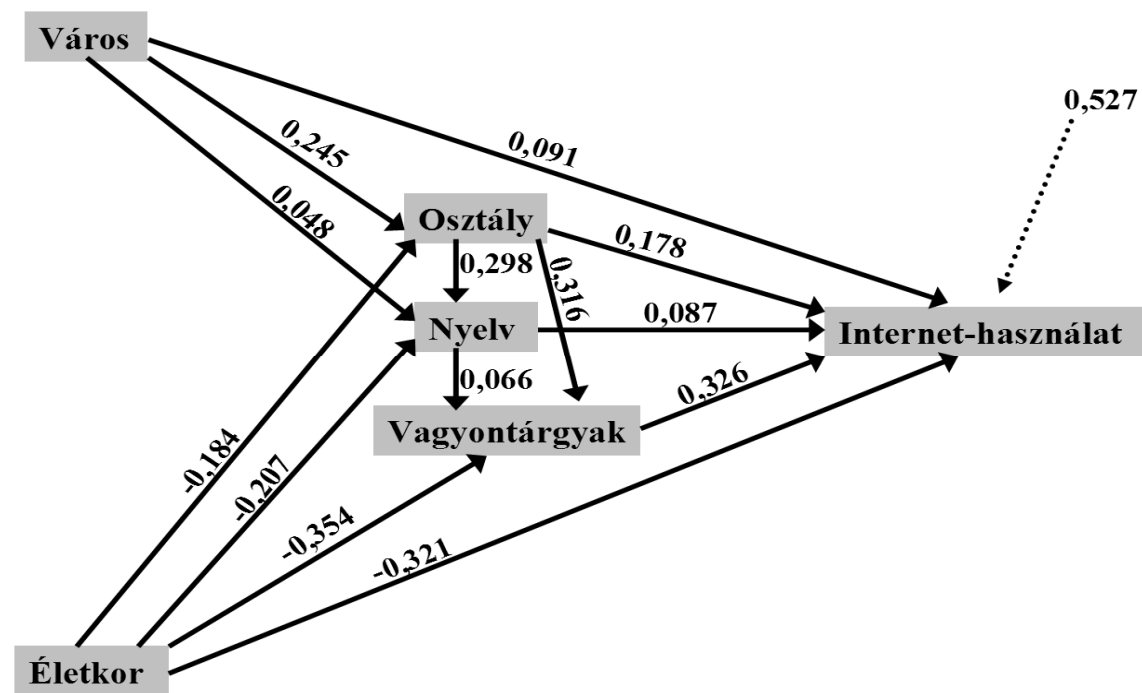 Város
0,527
0,091
0,245
0,048
Osztály
0,178
0,298
0,316
Nyelv
0,087
Internet-használat
0,066
0,326
Vagyontárgyak
-0,184
-0,207
-0,354
-0,321
Életkor